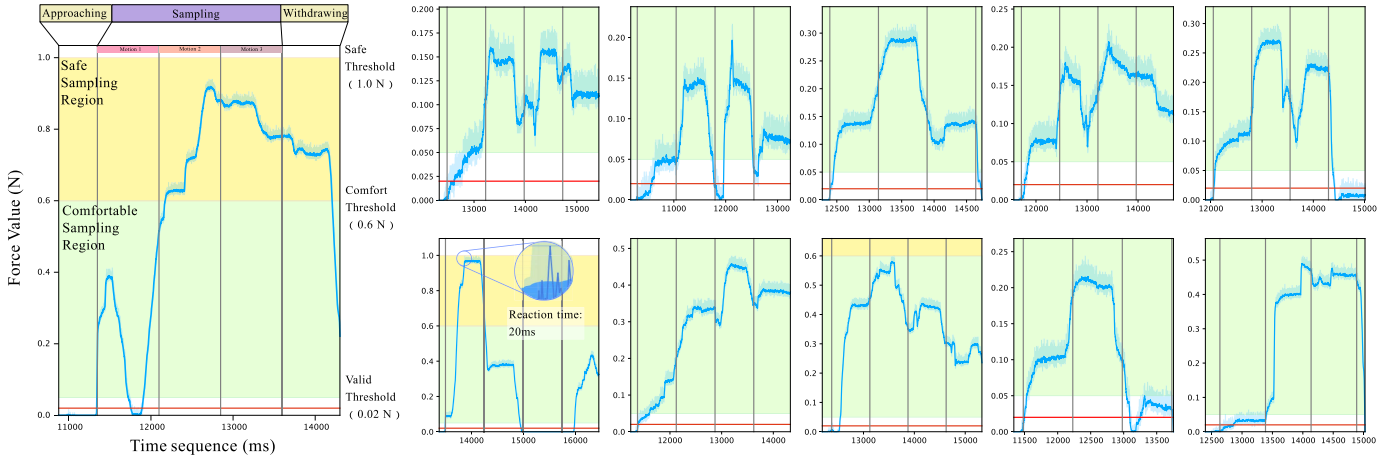 Approaching Sampling Withdrawing
Motion 1 Motion 2 Motion 3
Safe
Threshold
( 1.0 N )
Safe
Sampling
Region
Comfort
Threshold
( 0.6 N )
Comfortable
Sampling
Region
Valid
Threshold
( 0.02 N )
Force Value (N)
1.0
0.8
0.6
0.4
0.2
0.0
11000 12000 13000 14000
Time sequence (ms)
0.200
0.175
0.150
0.125
0.100
0.075
0.050
0.025
0.000
13000 14000 15000
0.20
0.15
0.10
0.05
0.00
11000 12000 13000
0.30
0.25
0.20
0.15
0.10
0.05
0.00
12500 13000 13500 14000 14500
0.25
0.20
0.15
0.10
0.05
0.00
12000 13000 14000
0.30
0.25
0.20
0.15
0.10
0.05
0.00
12000 12500 13000 13500 14000 14500 15000
1.0
0.8
0.6
0.4
0.2
0.0
Reaction time:
20ms
14000 15000 16000
0.5
0.4
0.3
0.2
0.1
0.0
12000 13000 14000
0.6
0.5
0.4
0.3
0.2
0.1
0.0
13000 14000 15000
0.25
0.20
0.15
0.10
0.05
0.00
11500 12000 12500 13000 13500
0.5
0.4
0.3
0.2
0.1
0.0
12500 13000 13500 14000 14500 15000